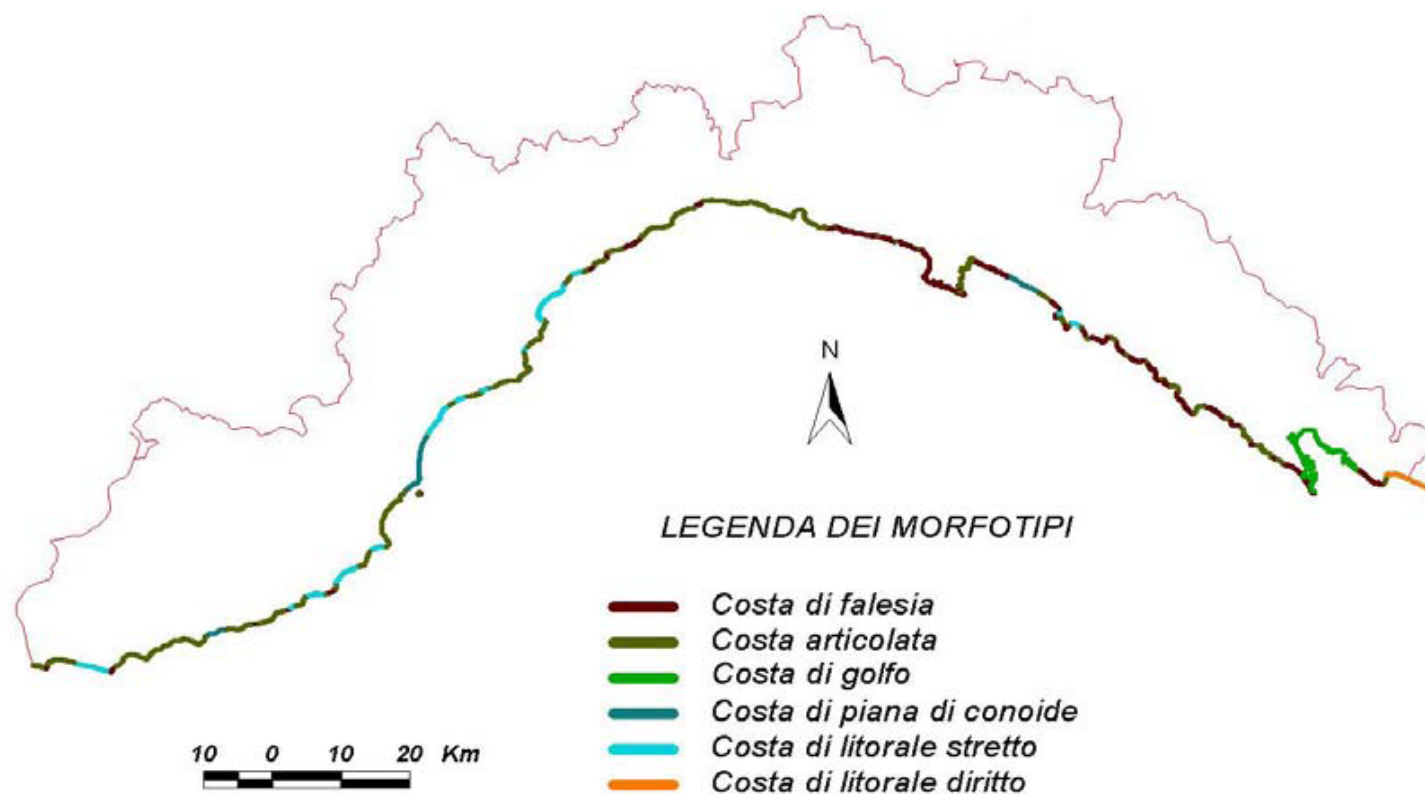 N
LEGENDA DEI MORFOTIPI
Costa di falesia
Costa articolata
Costa di golfo
Costa di piana di conoide
Costa di litorale stretto
Costa di litorale diritto
10 0 10 20 Km